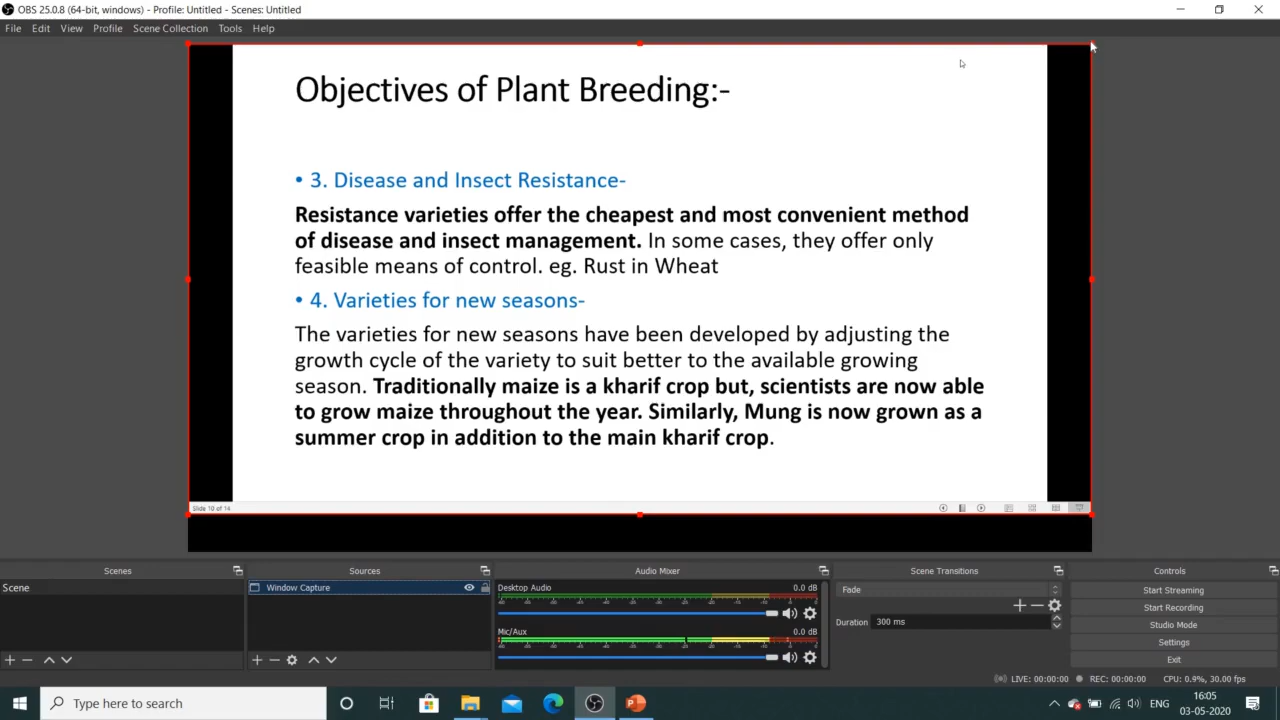 OBS 25.0.8 (64-bit, windows) - Profile: Untitled - Scenes: Untitled
File Edit View Profile Scene Collection Tools Help
Objectives of Plant Breeding:-
• 3. Disease and Insect Resistance-
Resistance varieties offer the cheapest and most convenient method
of disease and insect management. In some cases, they offer only
feasible means of control. eg. Rust in Wheat
• 4. Varieties for new seasons-
The varieties for new seasons have been developed by adjusting the
growth cycle of the variety to suit better to the available growing
season. Traditionally maize is a kharif crop but, scientists are now able
to grow maize throughout the year. Similarly, Mung is now grown as a
summer crop in addition to the main kharif crop.
Slide 10 of 14
Scenes Sources Audio Mixer Scene Transitions Controls
Scene
Window Capture
Desktop Audio 0.0 dB
Mic/Aux 0.0 dB
Fade
Duration 300 ms
Start Streaming
Start Recording
Studio Mode
Settings
Exit
LIVE: 00:00:00 REC: 00:00:00 CPU: 0.9%, 30.00 fps
Type here to search
ENG
16:05
03-05-2020